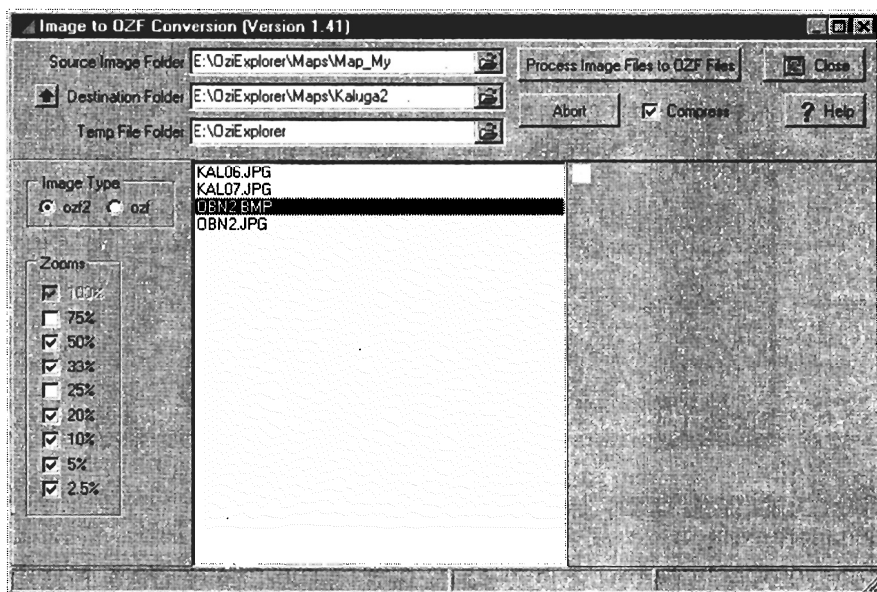 Image to OZF Conversion (Version 1.41)
Source Image Folder E:\OziExplorer\Maps\Map_My Process Image Files to OZF Files Close
Destination Folder E:\OziExplorer\Maps\Kaluga2 Abort Compress ? Help
Temp File Folder E:\OziExplorer
Image Type
ozf2 ozf
KAL06.JPG
KAL07.JPG
OBN2.BMP
OBN2.JPG
Zooms
100%
75%
50%
33%
25%
20%
10%
5%
2.5%